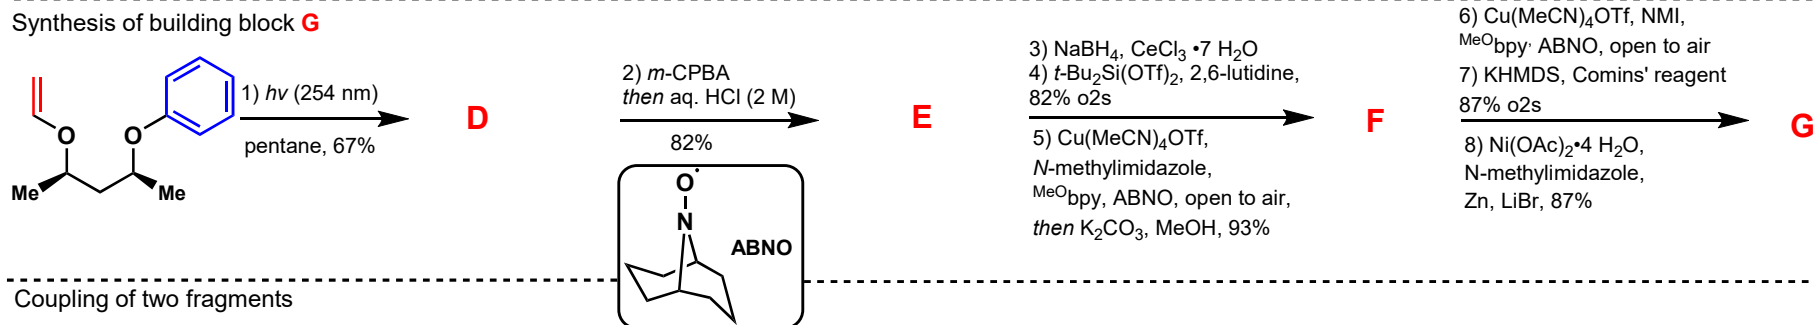 Synthesis of building block G
O
O
Me
Me
1) hν (254 nm)
pentane, 67%
D
2) m-CPBA
then aq. HCl (2 M)
82%
O•
N
ABNO
E
3) NaBH4, CeCl3 •7 H2O
4) t-Bu2Si(OTf)2, 2,6-lutidine,
82% o2s
5) Cu(MeCN)4OTf,
N-methylimidazole,
MeObpy, ABNO, open to air,
then K2CO3, MeOH, 93%
F
6) Cu(MeCN)4OTf, NMI,
MeObpy, ABNO, open to air
7) KHMDS, Comins' reagent
87% o2s
8) Ni(OAc)2•4 H2O,
N-methylimidazole,
Zn, LiBr, 87%
G
Coupling of two fragments